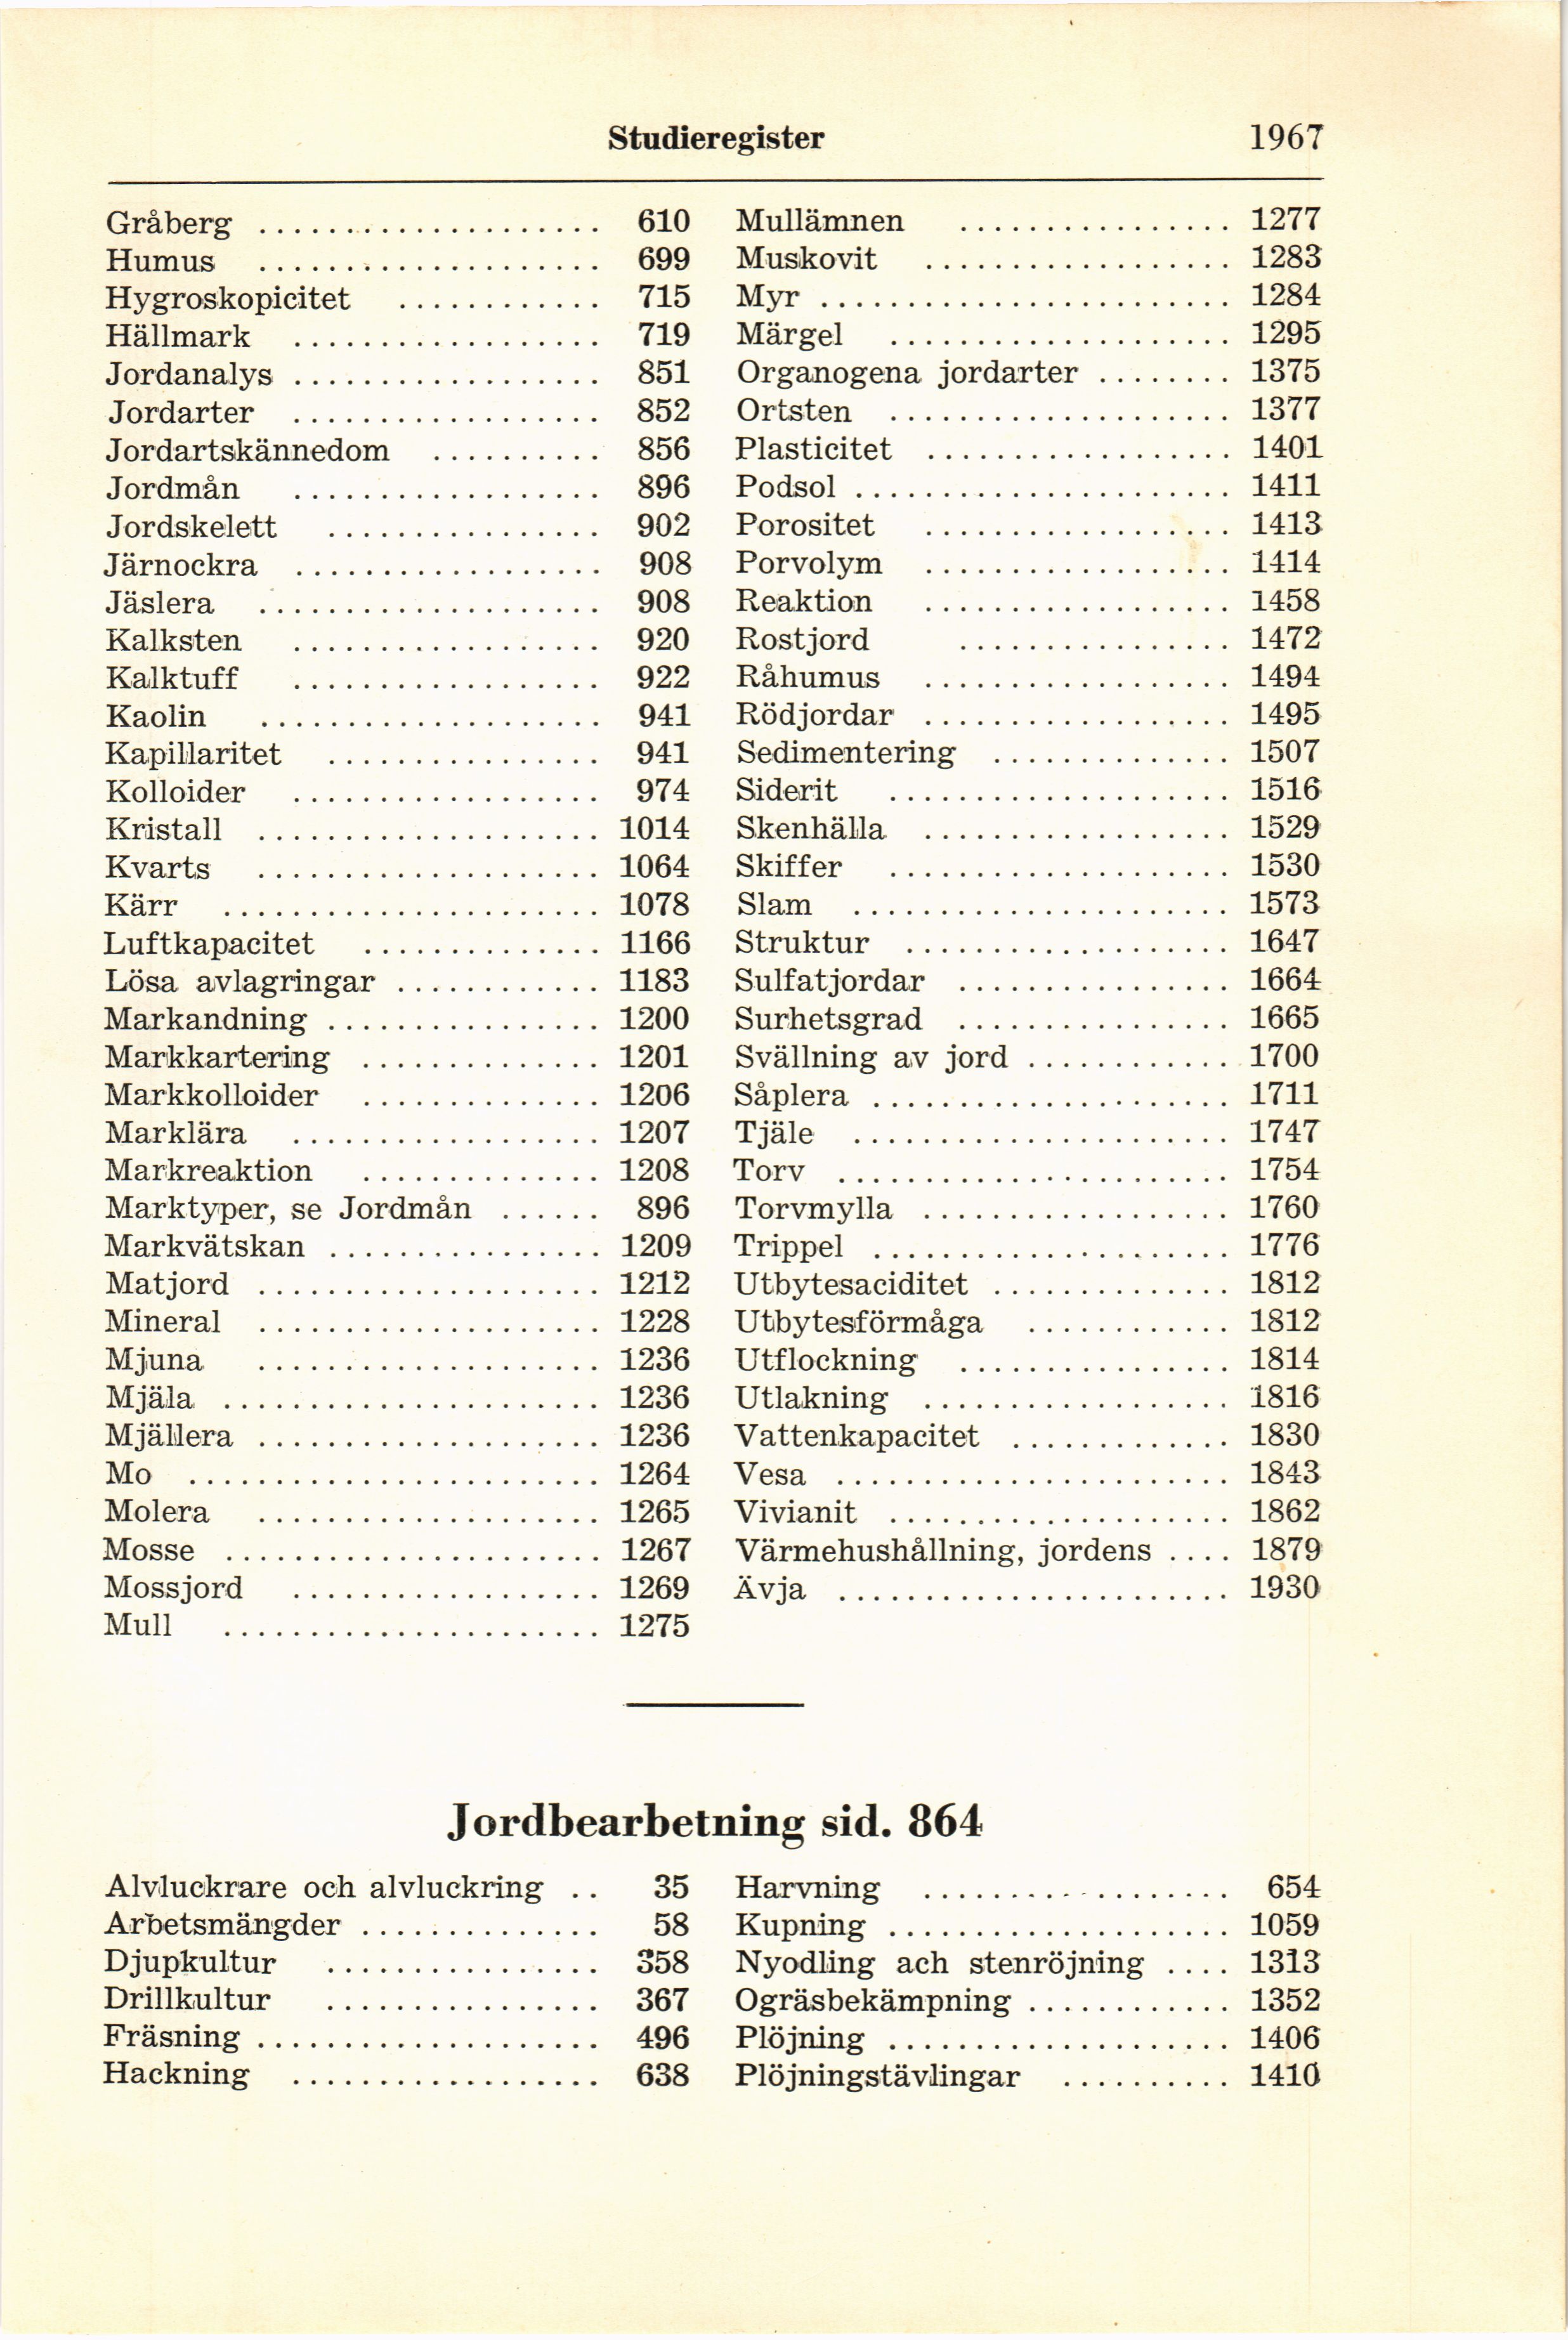 Studieregister 1967
Gråberg .................... 610
Humus .................... 699
Hygroskopicitet ............ 715
Hällmark .................. 719
Jordanalys .................. 851
Jordarter .................. 852
Jordartskännedom .......... 856
Jordmån .................. 896
Jordskelett ................ 902
Järnockra .................. 908
Jäslera .................... 908
Kalksten .................. 920
Kalktuff .................. 922
Kaolin .................... 941
Kapillaritet ................ 941
Kolloider .................. 974
Kristall .................... 1014
Kvarts .................... 1064
Kärr ...................... 1078
Luftkapacitet .............. 1166
Lösa avlagringar ............ 1183
Markandning ................ 1200
Markkartering .............. 1201
Markkolloider .............. 1206
Marklära .................. 1207
Markreaktion .............. 1208
Marktyper, se Jordmån ...... 896
Markvätskan ................ 1209
Matjord .................... 1212
Mineral .................... 1228
Mjuna .................... 1236
Mjäla ...................... 1236
Mjällera .................... 1236
Mo ........................ 1264
Molera .................... 1265
Mosse ...................... 1267
Mossjord .................. 1269
Mull ...................... 1275
Mullämnen ................ 1277
Muskovit .................. 1283
Myr ........................ 1284
Märgel .................... 1295
Organogena jordarter ........ 1375
Ortsten .................... 1377
Plasticitet .................. 1401
Podsol ...................... 1411
Porositet .................. 1413
Porvolym .................. 1414
Reaktion .................. 1458
Rostjord ................ 1472
Råhumus .................. 1494
Rödjordar .................. 1495
Sedimentering .............. 1507
Siderit .................... 1516
Skenhälla .................. 1529
Skiffer .................... 1530
Slam ...................... 1573
Struktur ................... 1647
Sulfatjordar ................ 1664
Surhetsgrad ................ 1665
Svällning av jord ............ 1700
Såplera ..................... 1711
Tjäle ...................... 1747
Torv ....................... 1754
Torvmylla .................. 1760
Trippel ..................... 1776
Utbytesaciditet .............. 1812
Utbytesförmåga ............ 1812
Utflockning ................ 1814
Utlakning .................. 1816
Vattenkapacitet ............. 1830
Vesa ....................... 1843
Vivianit .................... 1862
Värmehushållning, jordens .... 1879
Ävja ....................... 1930
Jordbearbetning sid. 864
Alvluckrare och alvluckring .. 35
Arbetsmängder .............. 58
Djupkultur ................ 358
Drillkultur ................ 367
Fräsning .................... 496
Hackning .................. 638
Harvning .................. 654
Kupning .................... 1059
Nyodling ach stenröjning .... 1313
Ogräsbekämpning ............ 1352
Plöjning .................... 1406
Plöjningstävlingar .......... 1410